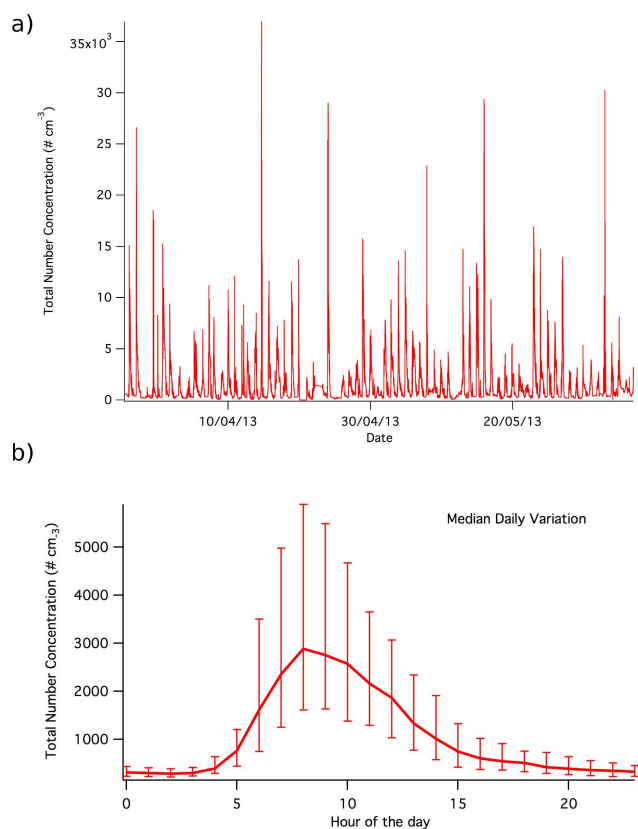 a)
35x10³
30
25
20
15
10
5
0
Total Number Concentration (# cm⁻³)
10/04/13
30/04/13
20/05/13
Date
b)
Median Daily Variation
5000
4000
3000
2000
1000
Total Number Concentration (# cm₋₃)
0
5
10
15
20
Hour of the day